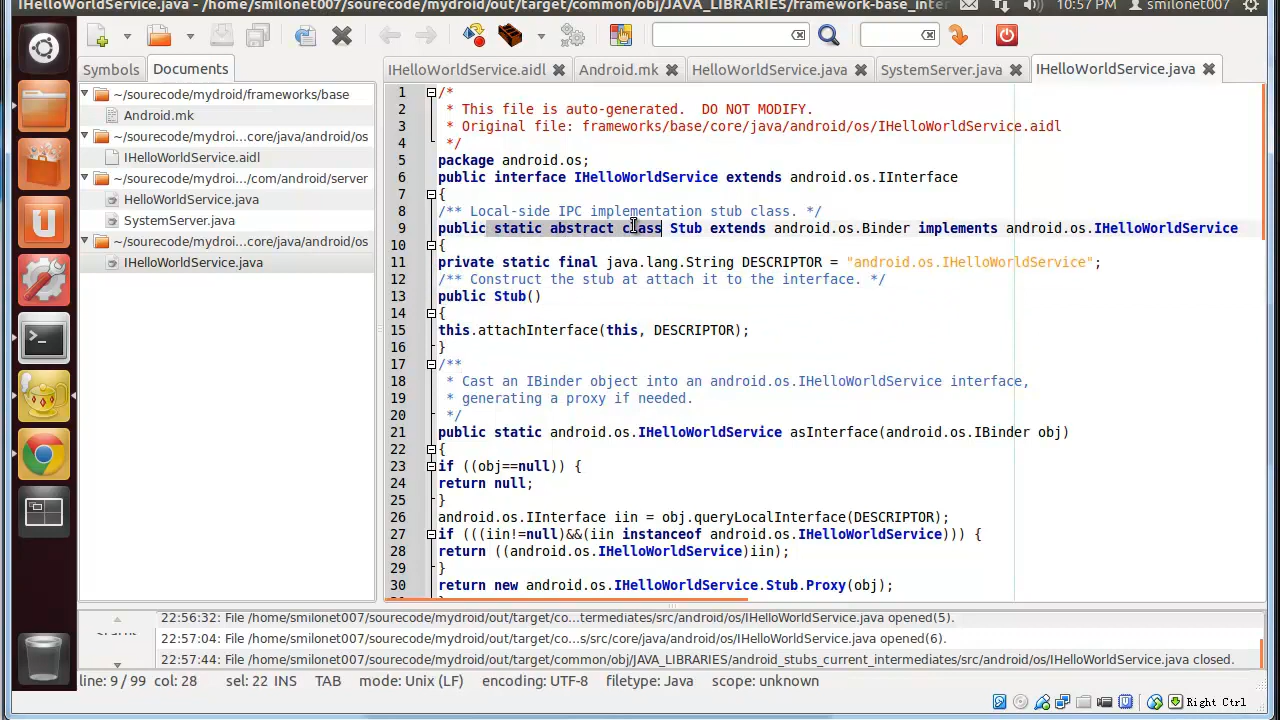 IHelloWorldService.java - /home/smilonet007/sourecode/mydroid/out/target/common/obj/JAVA_LIBRARIES/framework-base_inter
10:57 PM
smilonet007
Symbols
Documents
IHelloWorldService.aidl
Android.mk
HelloWorldService.java
SystemServer.java
IHelloWorldService.java
~/sourecode/mydroid/frameworks/base
Android.mk
~/sourecode/mydroi...core/java/android/os
IHelloWorldService.aidl
~/sourecode/mydroi.../com/android/server
HelloWorldService.java
SystemServer.java
~/sourecode/mydroi...core/java/android/os
IHelloWorldService.java
1 /*
2 * This file is auto-generated.  DO NOT MODIFY.
3 * Original file: frameworks/base/core/java/android/os/IHelloWorldService.aidl
4 */
5 package android.os;
6 public interface IHelloWorldService extends android.os.IInterface
7 {
8 /** Local-side IPC implementation stub class. */
9 public static abstract class Stub extends android.os.Binder implements android.os.IHelloWorldService
10 {
11 private static final java.lang.String DESCRIPTOR = "android.os.IHelloWorldService";
12 /** Construct the stub at attach it to the interface. */
13 public Stub()
14 {
15 this.attachInterface(this, DESCRIPTOR);
16 }
17 /**
18 * Cast an IBinder object into an android.os.IHelloWorldService interface,
19 * generating a proxy if needed.
20 */
21 public static android.os.IHelloWorldService asInterface(android.os.IBinder obj)
22 {
23 if ((obj==null)) {
24 return null;
25 }
26 android.os.IInterface iin = obj.queryLocalInterface(DESCRIPTOR);
27 if (((iin!=null)&&(iin instanceof android.os.IHelloWorldService))) {
28 return ((android.os.IHelloWorldService)iin);
29 }
30 return new android.os.IHelloWorldService.Stub.Proxy(obj);
22:56:32: File /home/smilonet007/sourecode/mydroid/out/target/co...termediates/src/android/os/IHelloWorldService.java opened(5).
22:57:04: File /home/smilonet007/sourecode/mydroid/out/target/co...s/src/core/java/android/os/IHelloWorldService.java opened(6).
22:57:44: File /home/smilonet007/sourecode/mydroid/out/target/common/obj/JAVA_LIBRARIES/android_stubs_current_intermediates/src/android/os/IHelloWorldService.java closed.
line: 9 / 99 col: 28 sel: 22 INS TAB mode: Unix (LF) encoding: UTF-8 filetype: Java scope: unknown
Right Ctrl